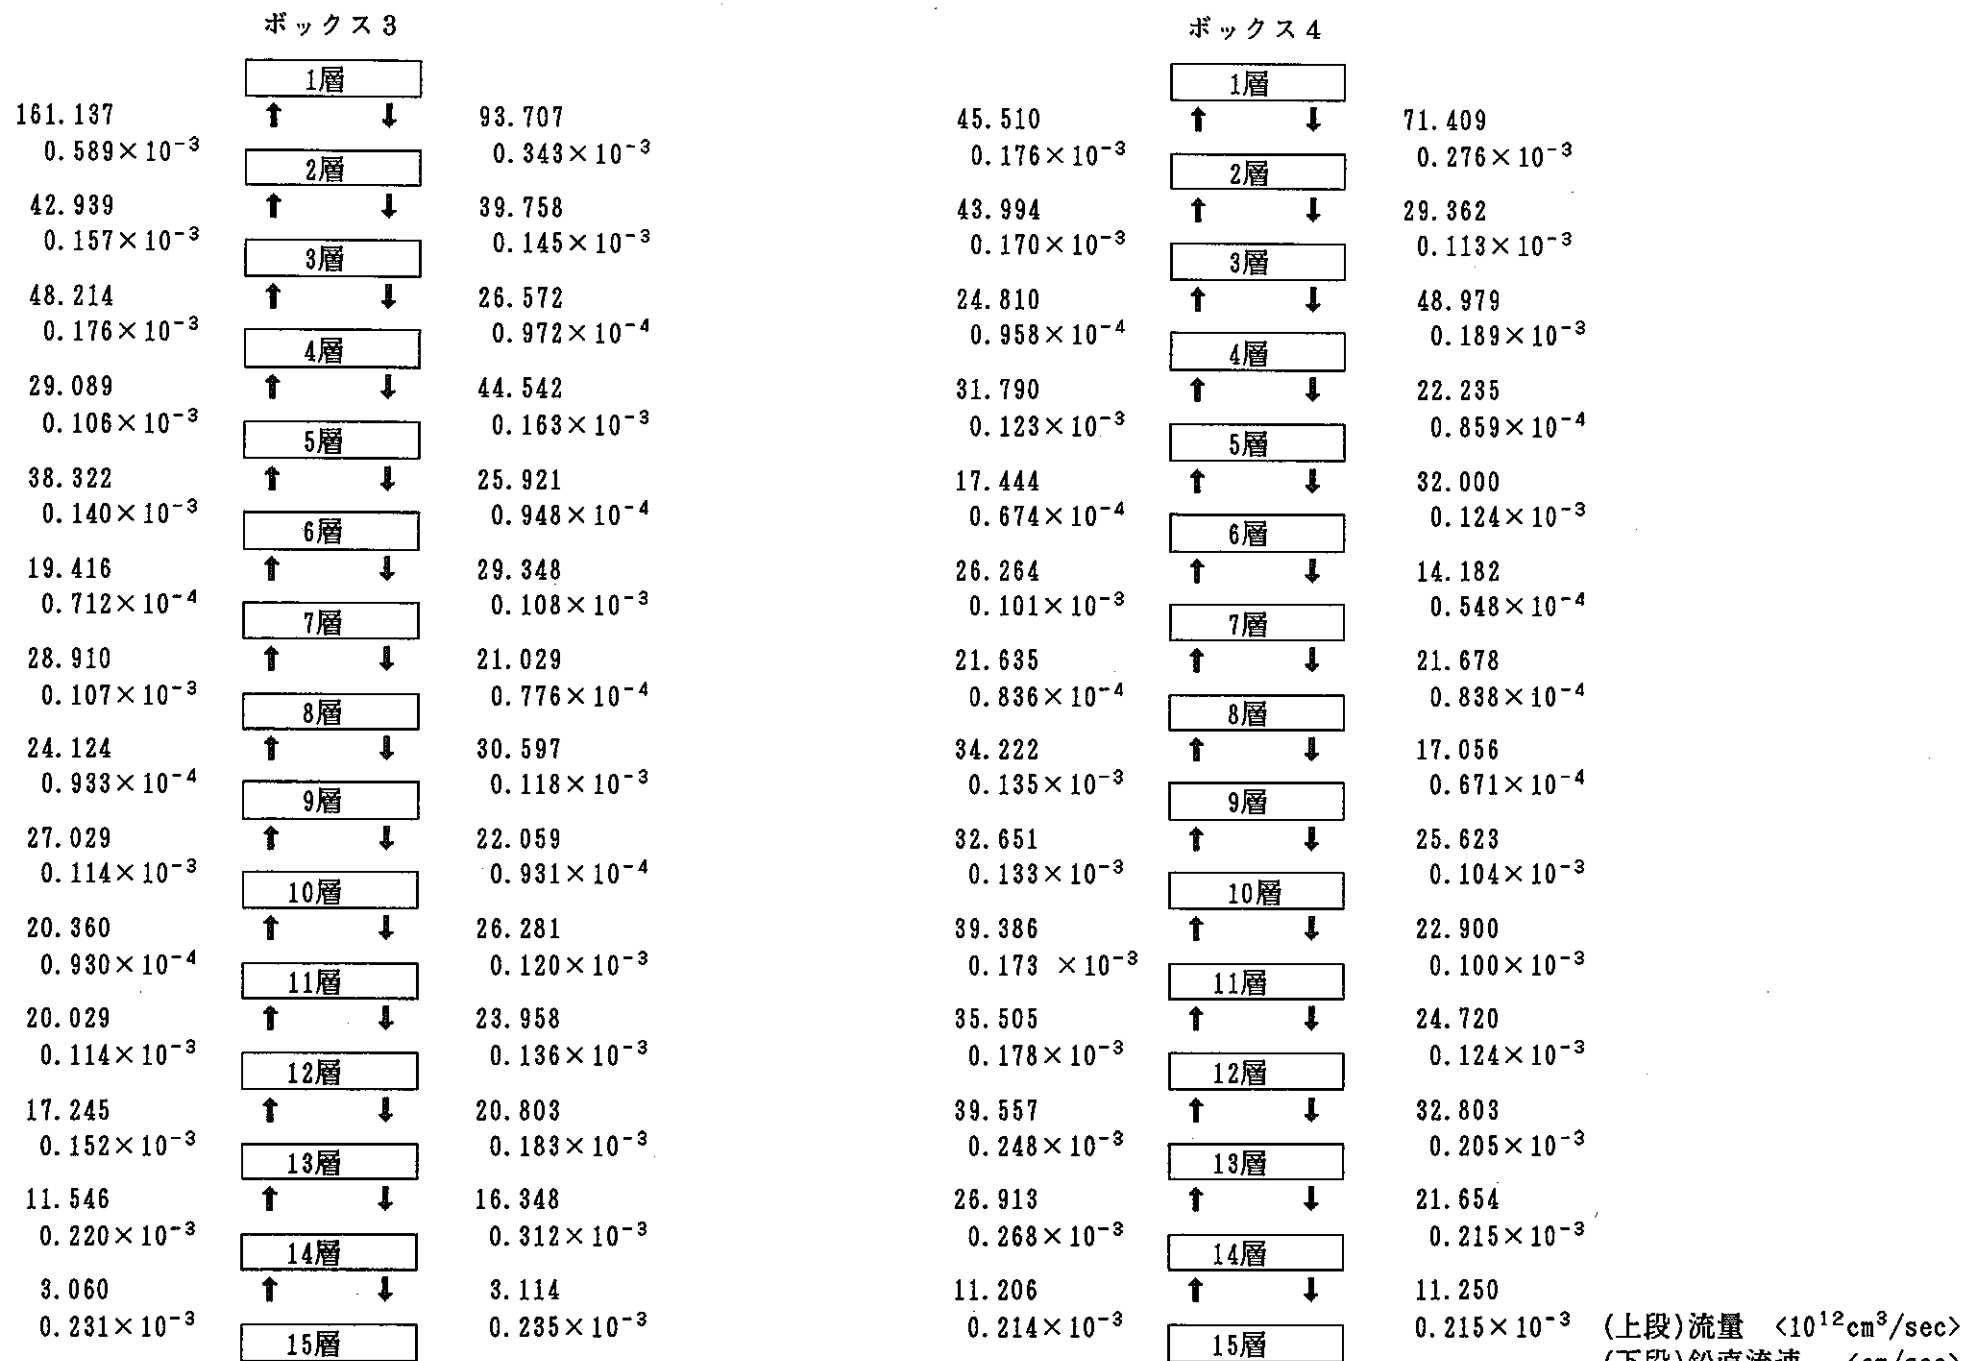 ボックス3 ボックス4
1層 1層
161.137 ↑ ↓ 93.707 45.510 ↑ ↓ 71.409
0.589×10⁻³ 0.343×10⁻³ 0.176×10⁻³ 0.276×10⁻³
2層 2層
42.939 ↑ ↓ 39.758 43.994 ↑ ↓ 29.362
0.157×10⁻³ 0.145×10⁻³ 0.170×10⁻³ 0.113×10⁻³
3層 3層
48.214 ↑ ↓ 26.572 24.810 ↑ ↓ 48.979
0.176×10⁻³ 0.972×10⁻⁴ 0.958×10⁻⁴ 0.189×10⁻³
4層 4層
29.089 ↑ ↓ 44.542 31.790 ↑ ↓ 22.235
0.106×10⁻³ 0.163×10⁻³ 0.123×10⁻³ 0.859×10⁻⁴
5層 5層
38.322 ↑ ↓ 25.921 17.444 ↑ ↓ 32.000
0.140×10⁻³ 0.948×10⁻⁴ 0.674×10⁻⁴ 0.124×10⁻³
6層 6層
19.416 ↑ ↓ 29.348 26.264 ↑ ↓ 14.182
0.712×10⁻⁴ 0.108×10⁻³ 0.101×10⁻³ 0.548×10⁻⁴
7層 7層
28.910 ↑ ↓ 21.029 21.635 ↑ ↓ 21.678
0.107×10⁻³ 0.776×10⁻⁴ 0.836×10⁻⁴ 0.838×10⁻⁴
8層 8層
24.124 ↑ ↓ 30.597 34.222 ↑ ↓ 17.056
0.933×10⁻⁴ 0.118×10⁻³ 0.135×10⁻³ 0.671×10⁻⁴
9層 9層
27.029 ↑ ↓ 22.059 32.651 ↑ ↓ 25.623
0.114×10⁻³ 0.931×10⁻⁴ 0.133×10⁻³ 0.104×10⁻³
10層 10層
20.360 ↑ ↓ 26.281 39.386 ↑ ↓ 22.900
0.930×10⁻⁴ 0.120×10⁻³ 0.173 ×10⁻³ 0.100×10⁻³
11層 11層
20.029 ↑ ↓ 23.958 35.505 ↑ ↓ 24.720
0.114×10⁻³ 0.136×10⁻³ 0.178×10⁻³ 0.124×10⁻³
12層 12層
17.245 ↑ ↓ 20.803 39.557 ↑ ↓ 32.803
0.152×10⁻³ 0.183×10⁻³ 0.248×10⁻³ 0.205×10⁻³
13層 13層
11.546 ↑ ↓ 16.348 26.913 ↑ ↓ 21.654
0.220×10⁻³ 0.312×10⁻³ 0.268×10⁻³ 0.215×10⁻³
14層 14層
3.060 ↑ ↓ 3.114 11.206 ↑ ↓ 11.250
0.231×10⁻³ 0.235×10⁻³ 0.214×10⁻³ 0.215×10⁻³ (上段)流量 <10¹²cm³/sec>
15層 15層